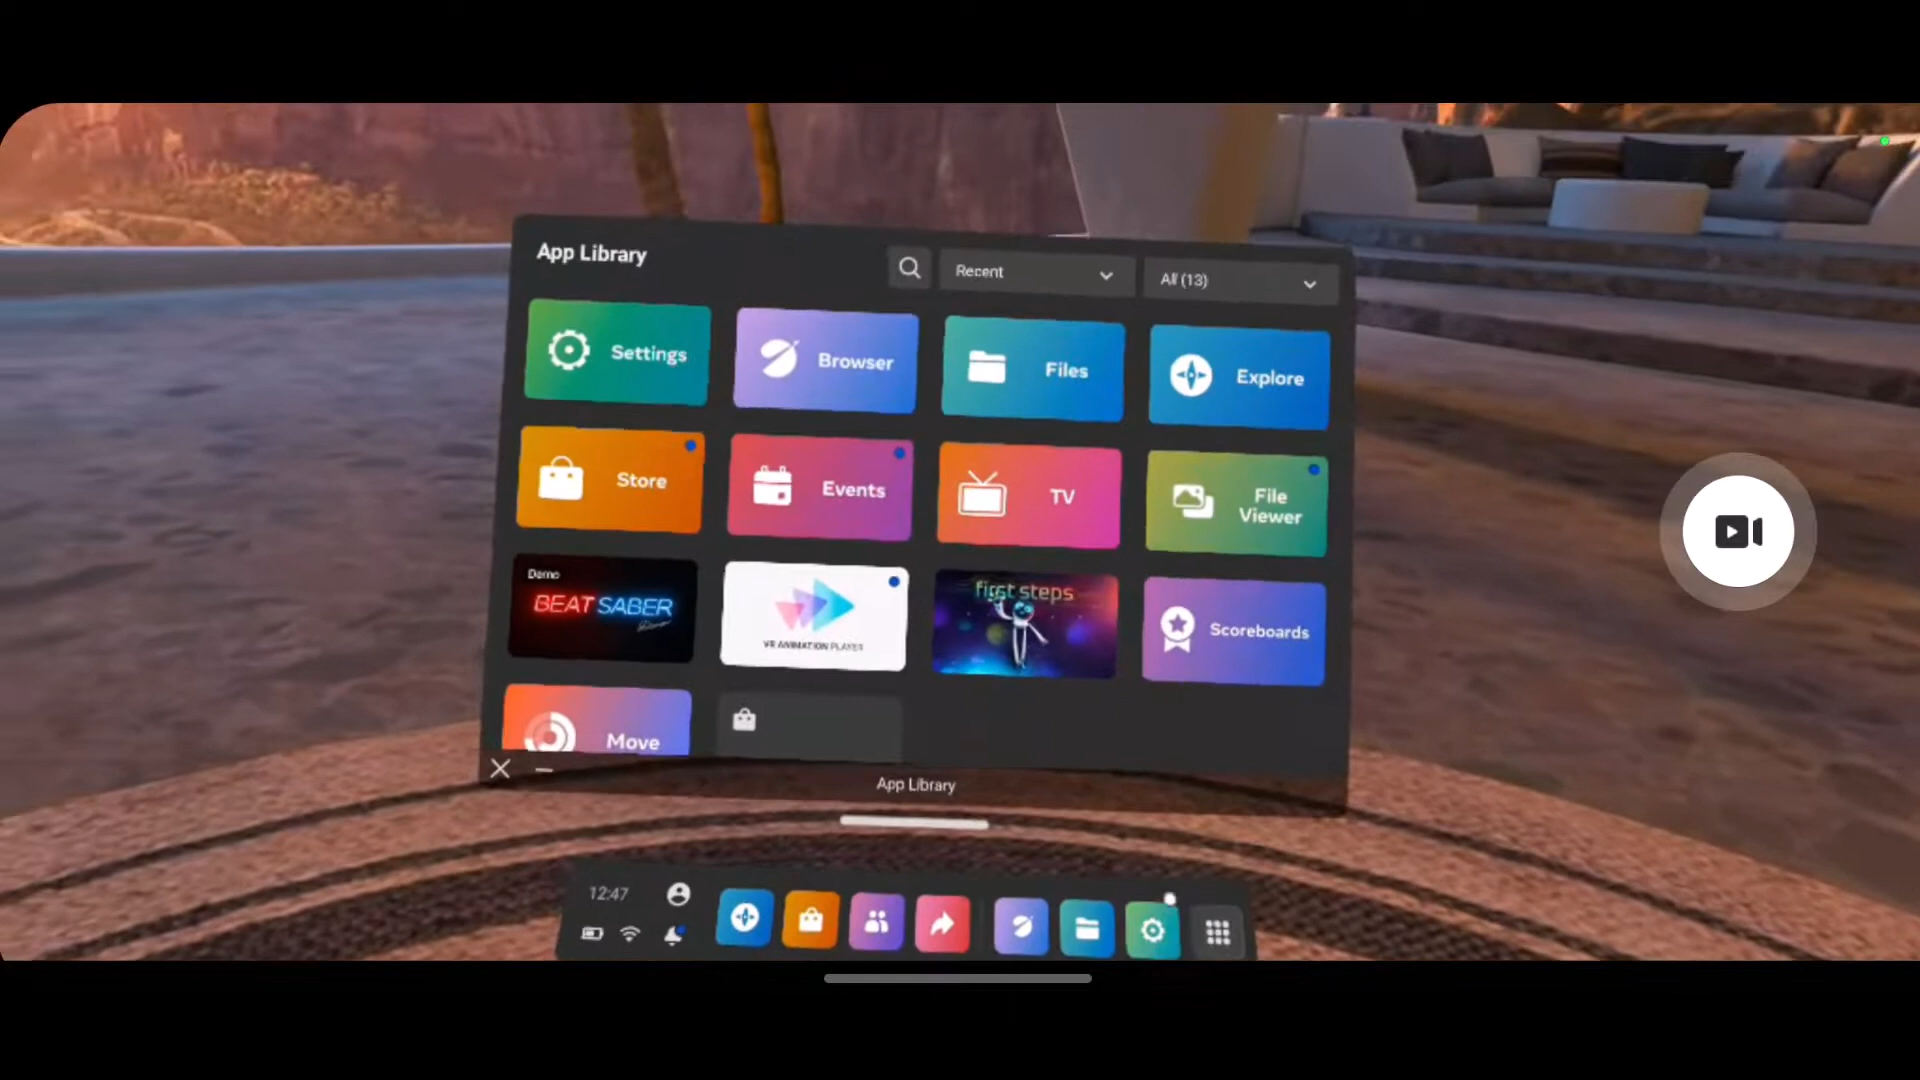 App Library
Recent
All (13)
Settings
Browser
Files
Explore
Store
Events
TV
File
Viewer
Demo
BEAT SABER
VR ANIMATION PLAYER
first steps
Scoreboards
Move
App Library
12:47